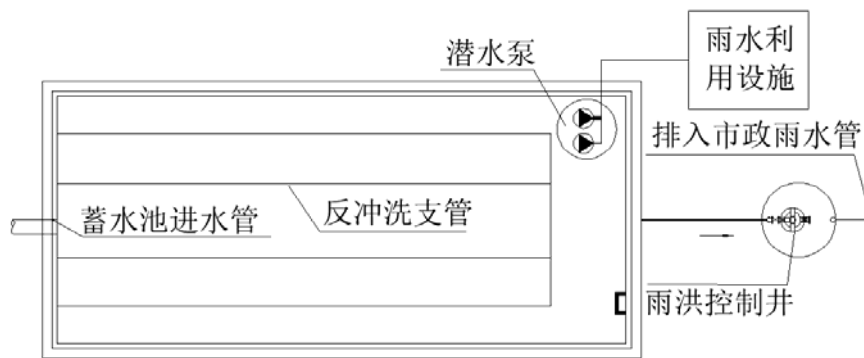 潜水泵
雨水利
用设施
排入市政雨水管
蓄水池进水管
反冲洗支管
雨洪控制井